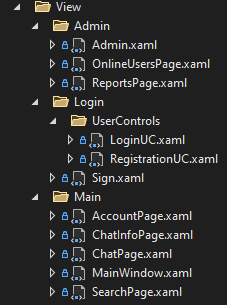 View
Admin
Admin.xaml
OnlineUsersPage.xaml
ReportsPage.xaml
Login
UserControls
LoginUC.xaml
RegistrationUC.xaml
Sign.xaml
Main
AccountPage.xaml
ChatInfoPage.xaml
ChatPage.xaml
MainWindow.xaml
SearchPage.xaml